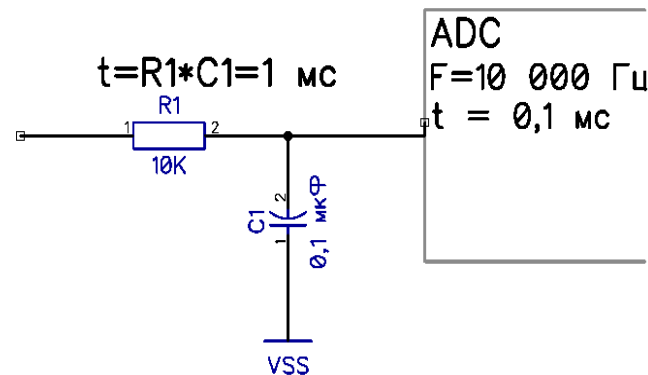 ADC
t=R1*C1=1 мс
F=10 000 Гц
t = 0,1 мс
R1
1
2
10K
2
C1
0,1 мкФ
1
VSS